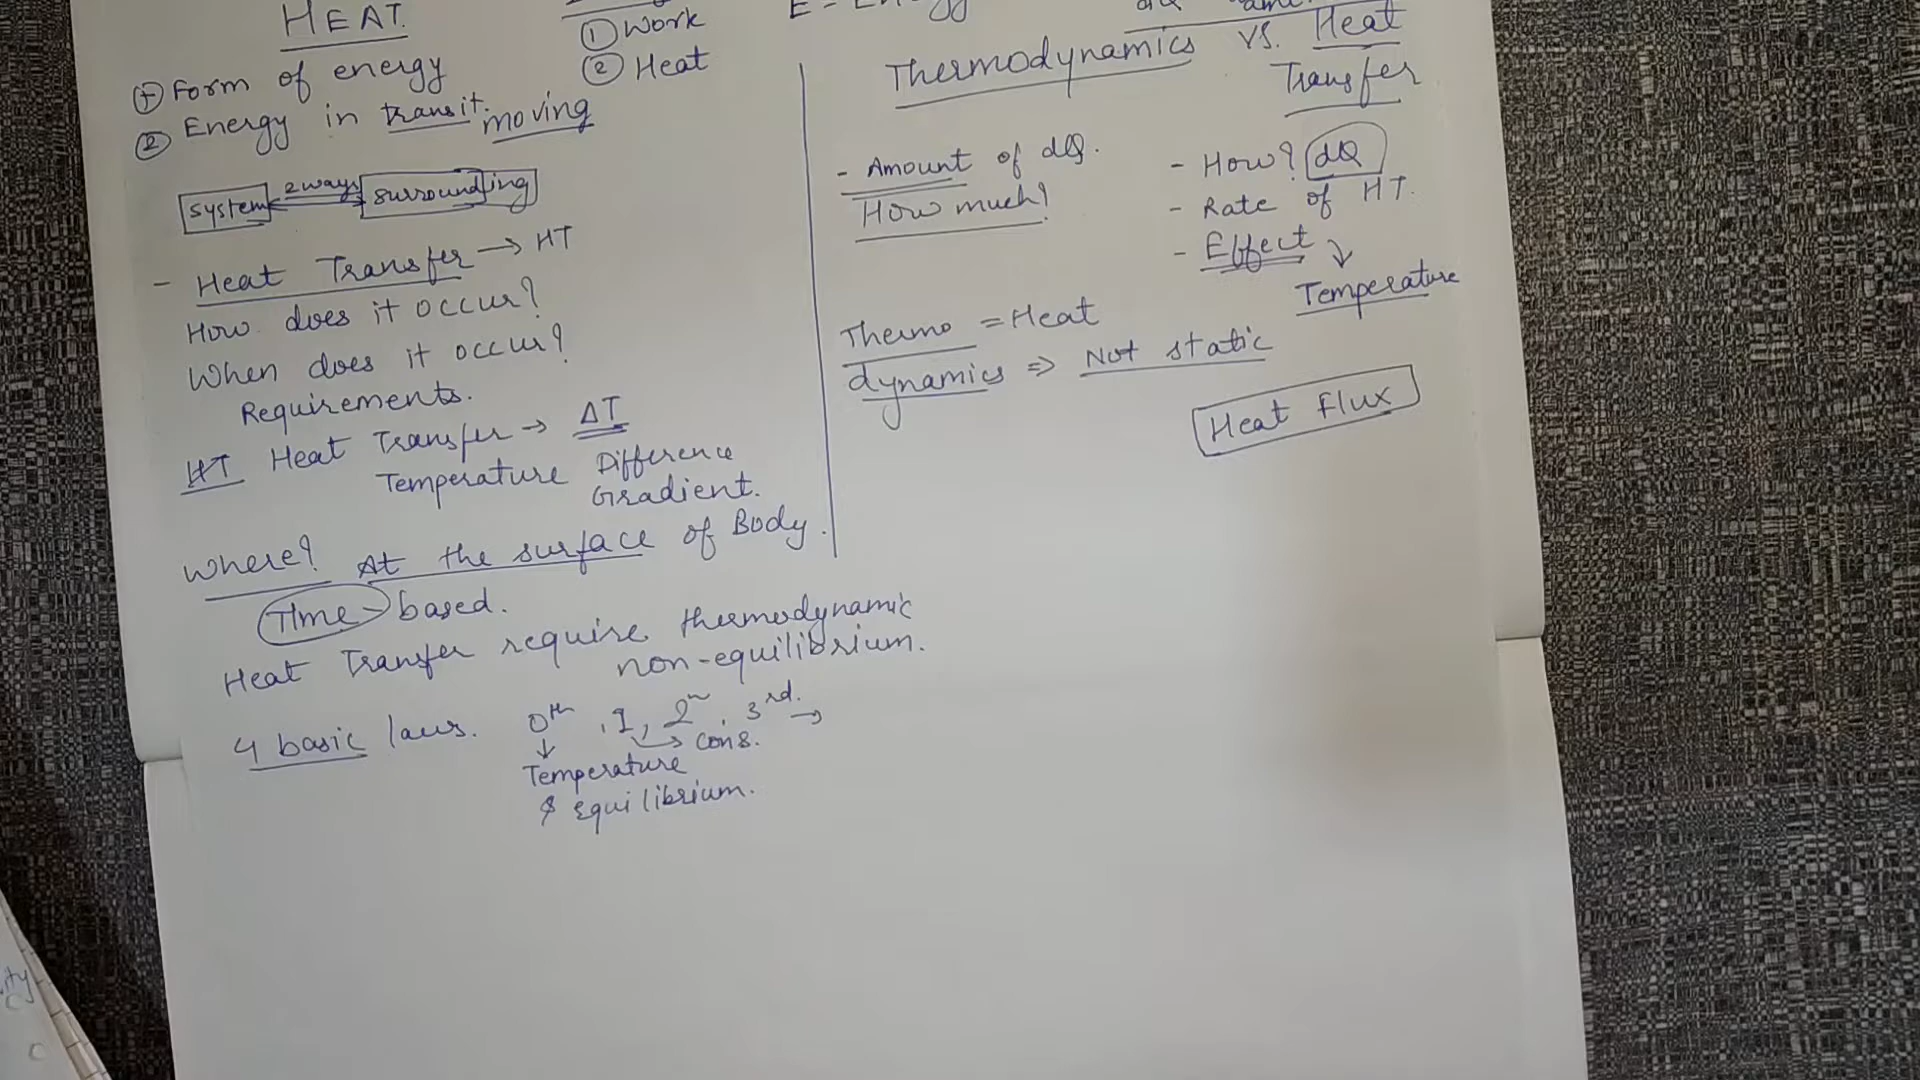 HEAT
① Form of energy
② Energy in transit. moving
① Work
② Heat
E - Energy
System 2 ways Surrounding
- Heat Transfer → HT
How does it occur?
When does it occur?
Requirements.
HT Heat Transfer → ΔT
Temperature Difference
Gradient.
Where? At the surface of Body.
Time - based.
Heat Transfer require thermodynamic
non-equilibrium.
4 basic laws. 0th, 1, 2n, 3rd. →
↓ → cons.
Temperature
& equilibrium.
Thermodynamics vs. Heat
Transfer
- Amount of dQ.
How much?
- How? dQ
- Rate of HT.
- Effect ↓
Temperature
Thermo = Heat
dynamics ⇒ Not static
Heat Flux